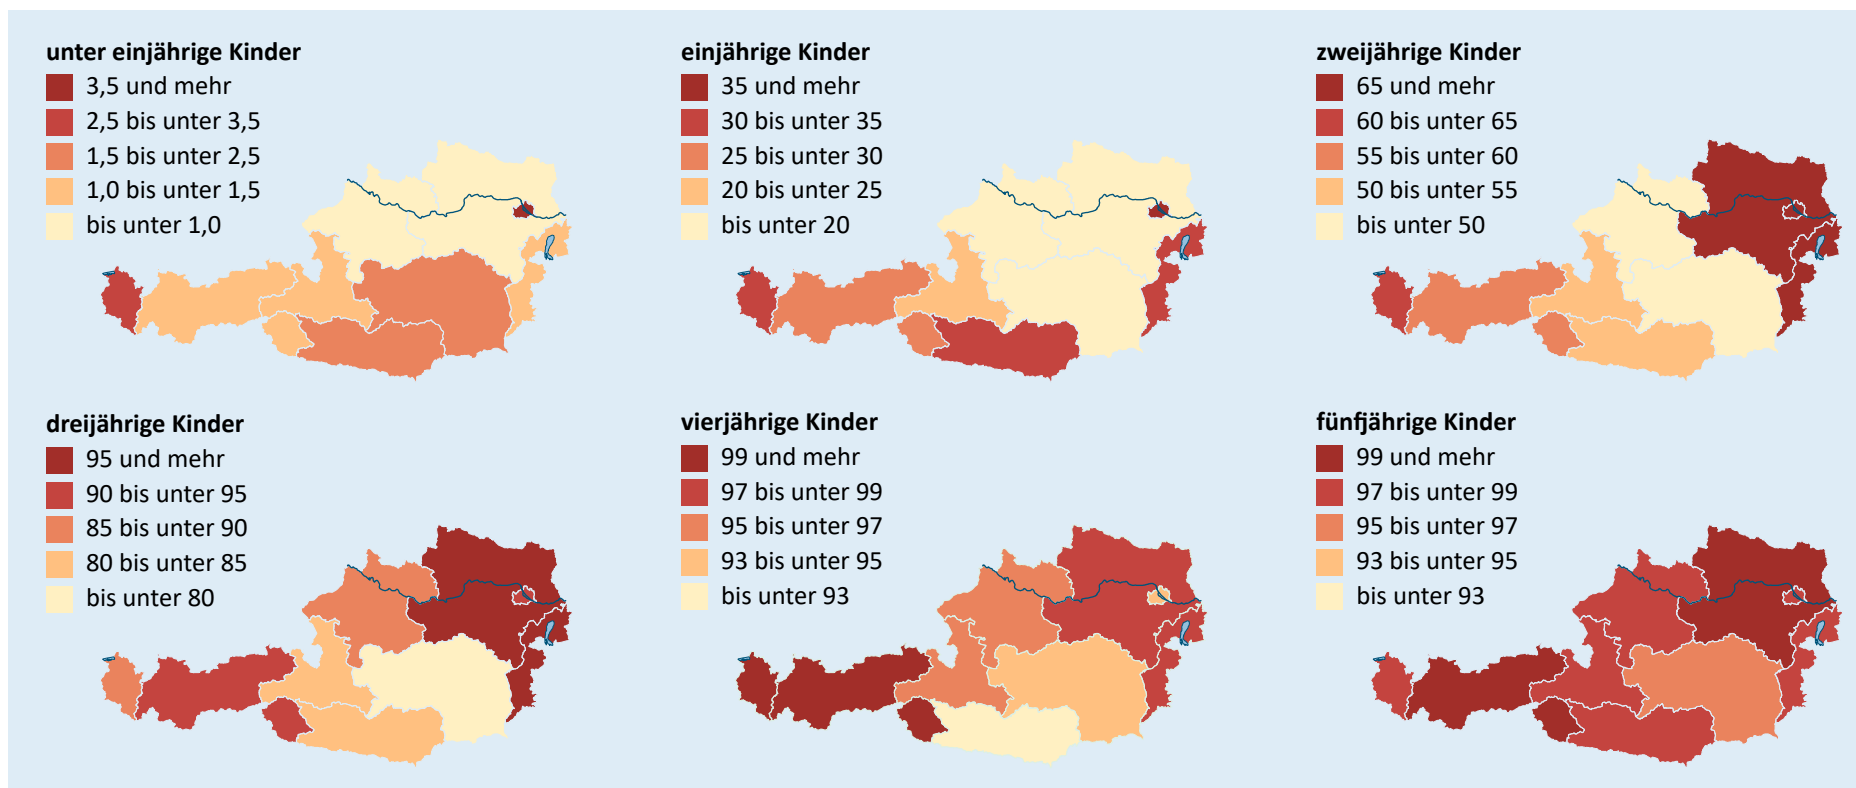 unter einjährige Kinder
3,5 und mehr
2,5 bis unter 3,5
1,5 bis unter 2,5
1,0 bis unter 1,5
bis unter 1,0
einjährige Kinder
35 und mehr
30 bis unter 35
25 bis unter 30
20 bis unter 25
bis unter 20
zweijährige Kinder
65 und mehr
60 bis unter 65
55 bis unter 60
50 bis unter 55
bis unter 50
dreijährige Kinder
95 und mehr
90 bis unter 95
85 bis unter 90
80 bis unter 85
bis unter 80
vierjährige Kinder
99 und mehr
97 bis unter 99
95 bis unter 97
93 bis unter 95
bis unter 93
fünfjährige Kinder
99 und mehr
97 bis unter 99
95 bis unter 97
93 bis unter 95
bis unter 93